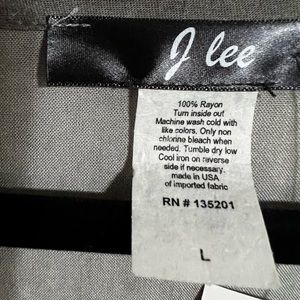 J lee
100% Rayon
Turn inside out
Machine wash cold with
like colors. Only non
chlorine bleach when
needed. Tumble dry low
Cool iron on reverse
side if necessary.
made in USA
of imported fabric
RN # 135201
L